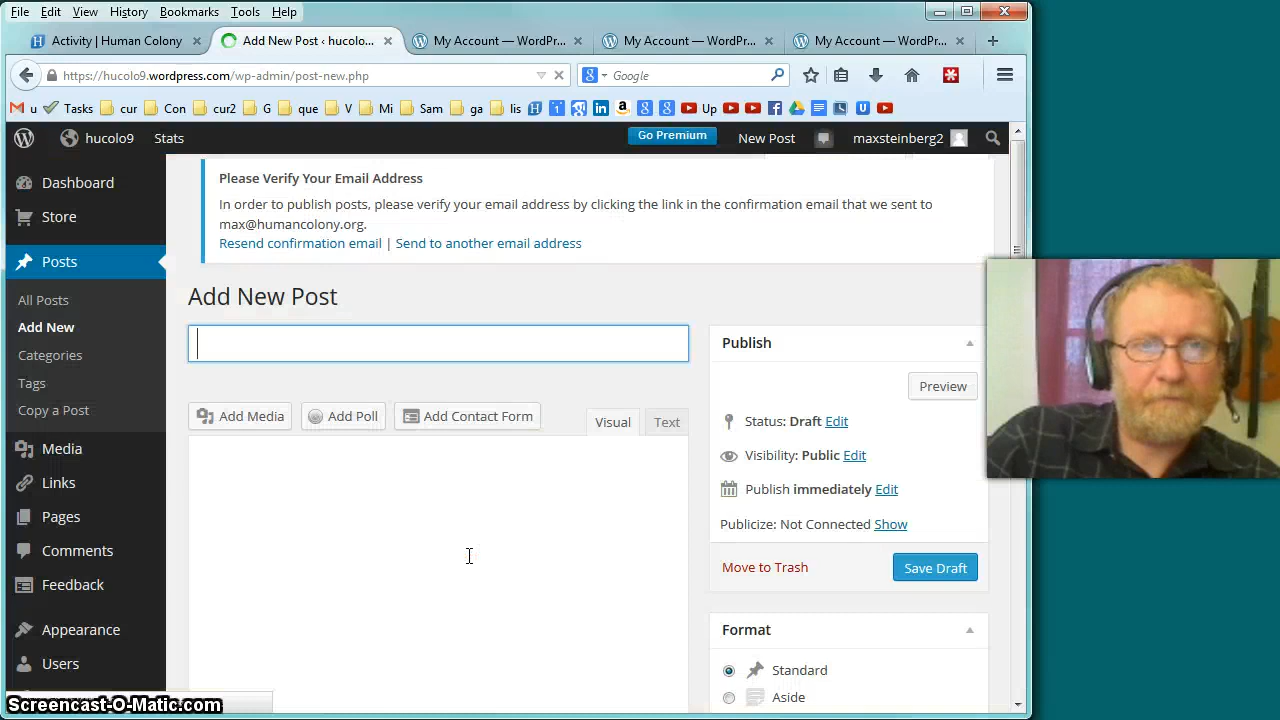 File Edit View History Bookmarks Tools Help
Activity | Human Colony Add New Post ‹ hucolo... My Account — WordPr... My Account — WordPr... My Account — WordPr...
https://hucolo9.wordpress.com/wp-admin/post-new.php Google
u Tasks cur Con cur2 G que V Mi Sam ga lis Up
hucolo9 Stats Go Premium New Post maxsteinberg2
Dashboard
Store
Posts
All Posts
Add New
Categories
Tags
Copy a Post
Media
Links
Pages
Comments
Feedback
Appearance
Users
Please Verify Your Email Address
In order to publish posts, please verify your email address by clicking the link in the confirmation email that we sent to
max@humancolony.org.
Resend confirmation email | Send to another email address
Add New Post
Add Media Add Poll Add Contact Form Visual Text
Publish
Preview
Status: Draft Edit
Visibility: Public Edit
Publish immediately Edit
Publicize: Not Connected Show
Move to Trash Save Draft
Format
Standard
Aside
Screencast-O-Matic.com